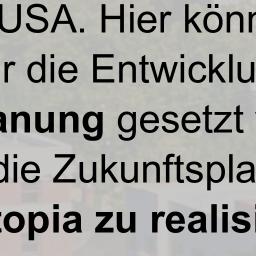 USA. Hier könn
r die Entwicklu
anung gesetzt
die Zukunftspla
topia zu realisi